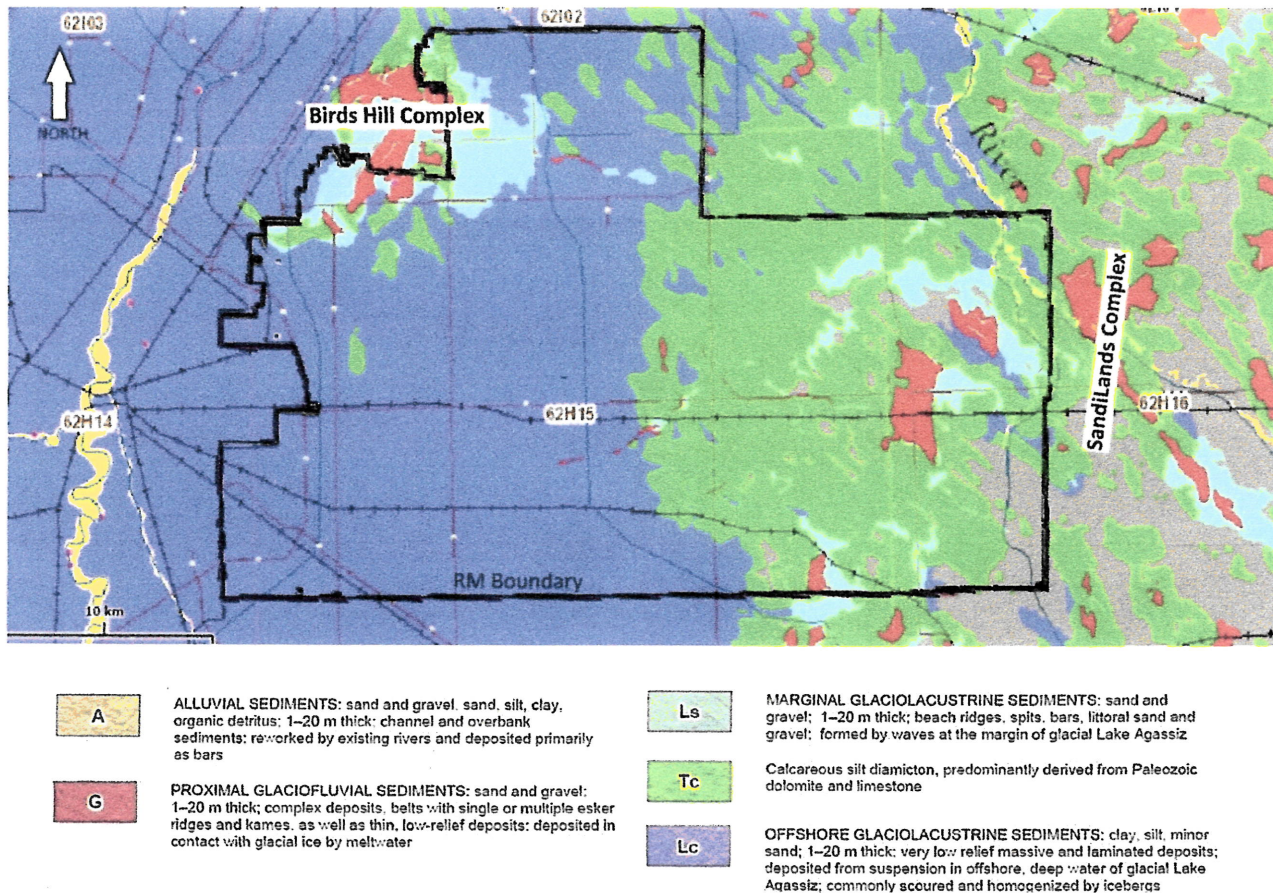 62I03
62I02
NORTH
Birds Hill Complex
River
SandiLands Complex
62H14
62H15
62H16
RM Boundary
10 km
A
ALLUVIAL SEDIMENTS: sand and gravel, sand, silt, clay,
organic detritus; 1–20 m thick; channel and overbank
sediments; reworked by existing rivers and deposited primarily
as bars
G
PROXIMAL GLACIOFLUVIAL SEDIMENTS: sand and gravel;
1–20 m thick; complex deposits, belts with single or multiple esker
ridges and kames, as well as thin, low-relief deposits; deposited in
contact with glacial ice by meltwater
Ls
MARGINAL GLACIOLACUSTRINE SEDIMENTS: sand and
gravel; 1–20 m thick; beach ridges, spits, bars, littoral sand and
gravel; formed by waves at the margin of glacial Lake Agassiz
Tc
Calcareous silt diamicton, predominantly derived from Paleozoic
dolomite and limestone
Lc
OFFSHORE GLACIOLACUSTRINE SEDIMENTS: clay, silt, minor
sand; 1–20 m thick; very low relief massive and laminated deposits;
deposited from suspension in offshore, deep water of glacial Lake
Agassiz; commonly scoured and homogenized by icebergs